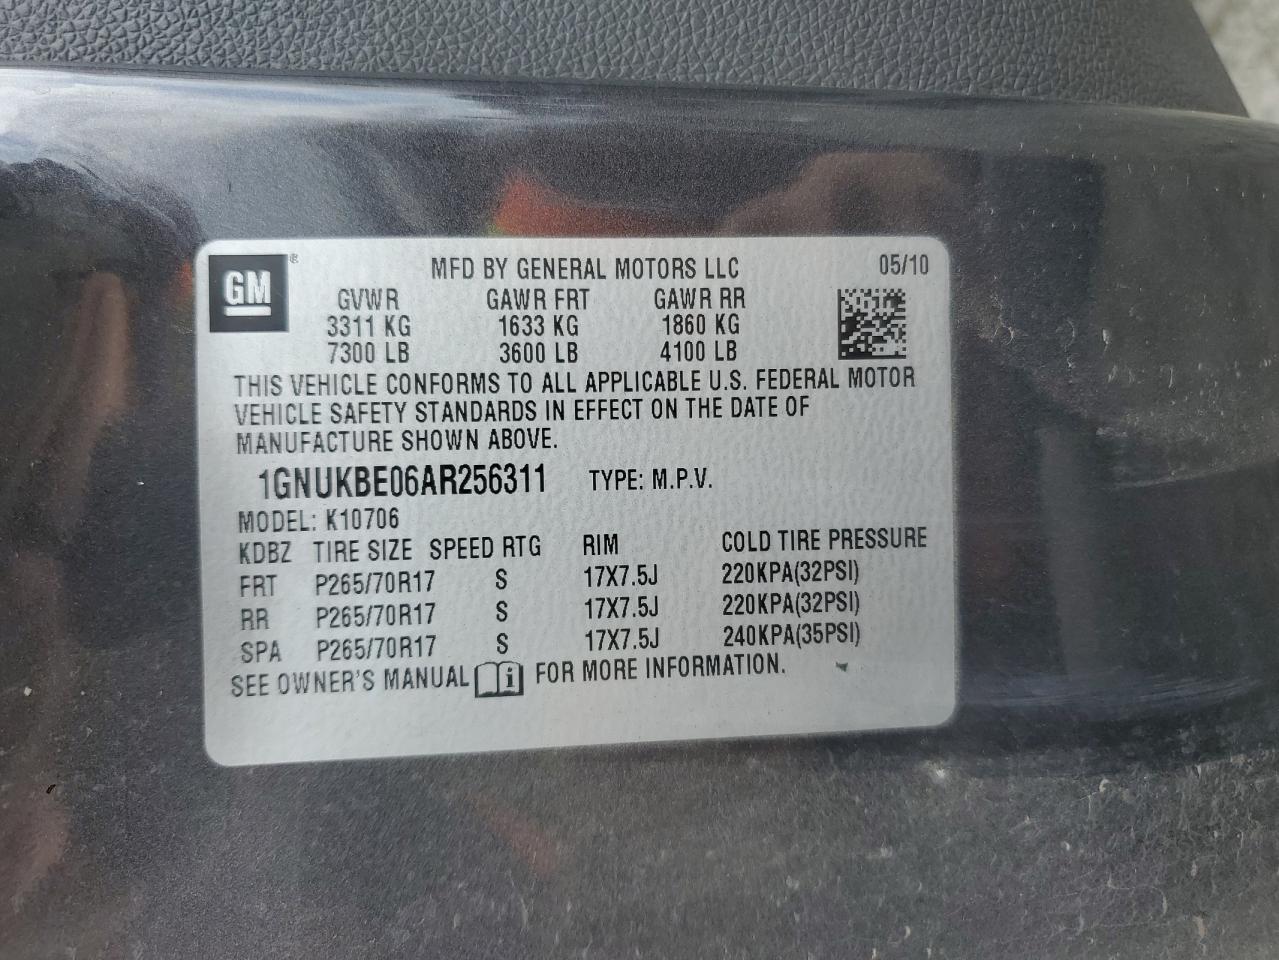 GM ®
MFD BY GENERAL MOTORS LLC 05/10
GVWR GAWR FRT GAWR RR
3311 KG 1633 KG 1860 KG
7300 LB 3600 LB 4100 LB
THIS VEHICLE CONFORMS TO ALL APPLICABLE U.S. FEDERAL MOTOR
VEHICLE SAFETY STANDARDS IN EFFECT ON THE DATE OF
MANUFACTURE SHOWN ABOVE.
1GNUKBE06AR256311 TYPE: M.P.V.
MODEL: K10706
KDBZ TIRE SIZE SPEED RTG RIM COLD TIRE PRESSURE
FRT P265/70R17 S 17X7.5J 220KPA(32PSI)
RR P265/70R17 S 17X7.5J 220KPA(32PSI)
SPA P265/70R17 S 17X7.5J 240KPA(35PSI)
SEE OWNER'S MANUAL i FOR MORE INFORMATION.